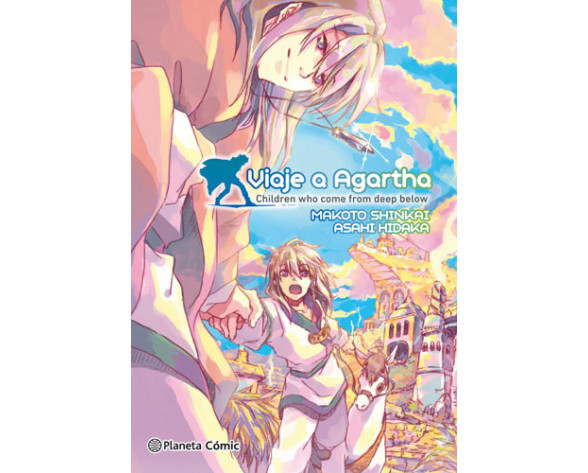 Viaje a Agartha
Children who come from deep below
MAKOTO SHINKAI
ASAHI HIDAKA
Planeta Cómic